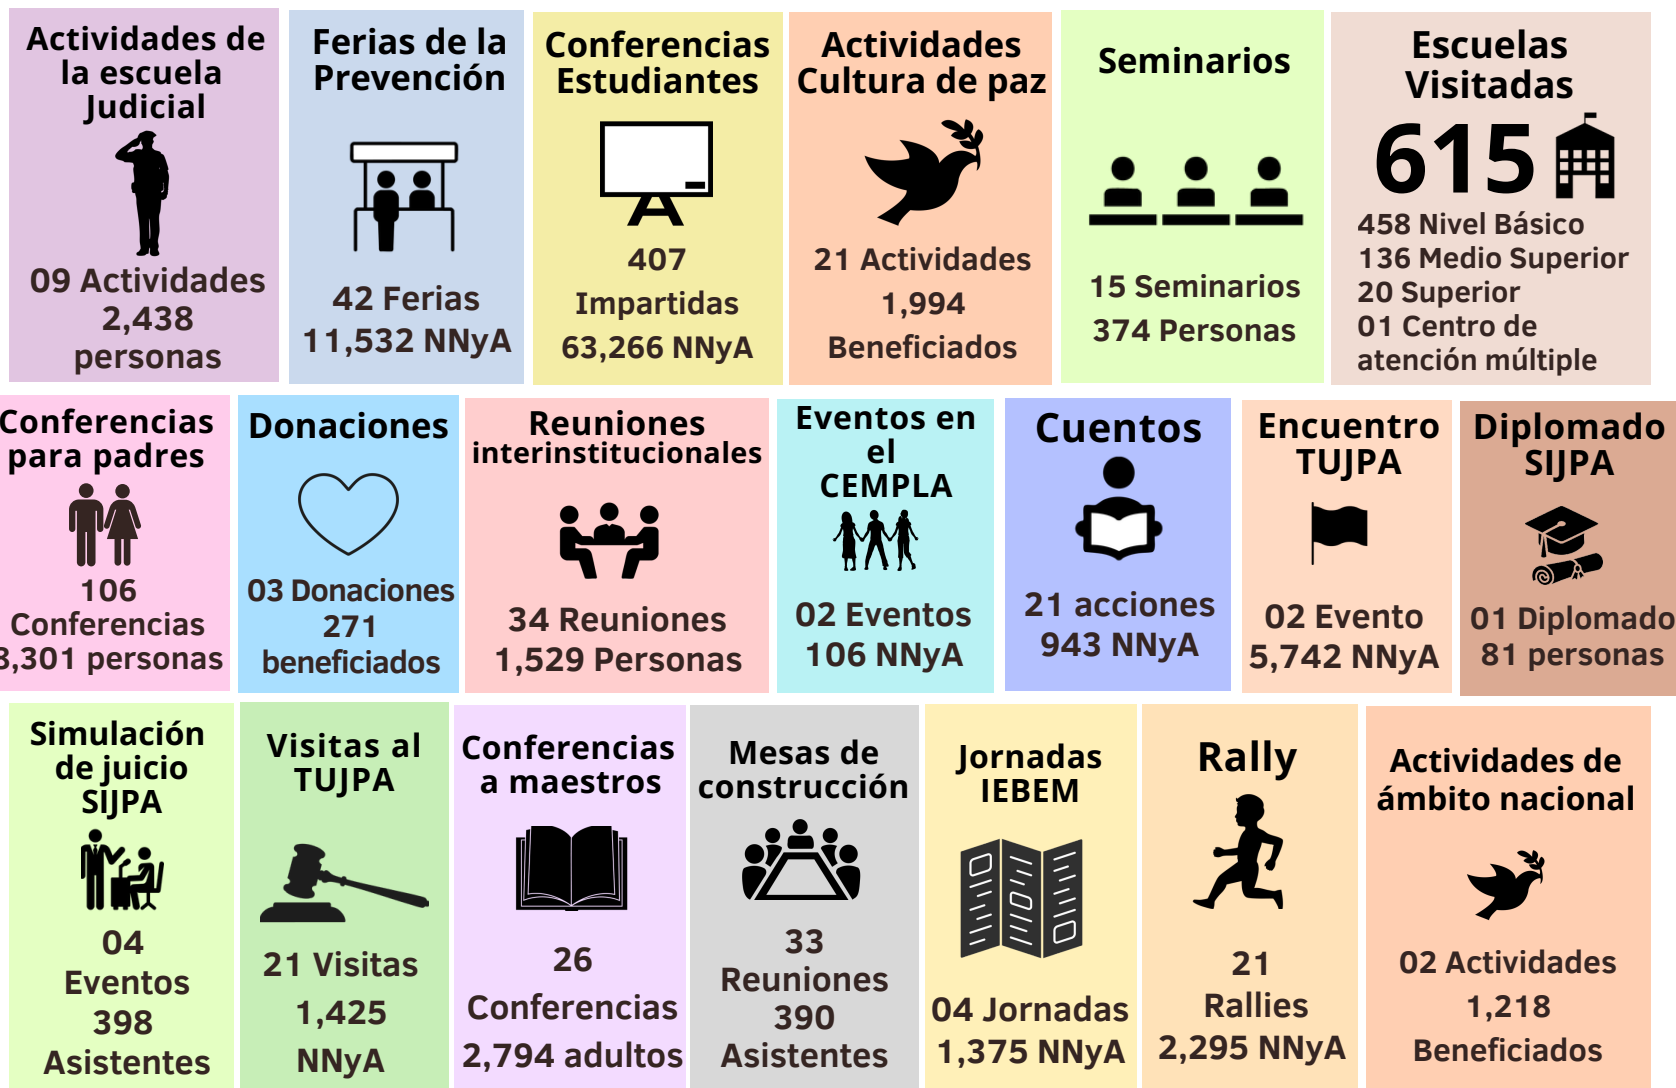 Actividades de
la escuela
Judicial
09 Actividades
2,438
personas
Ferias de la
Prevención
42 Ferias
11,532 NNyA
Conferencias
Estudiantes
407
Impartidas
63,266 NNyA
Actividades
Cultura de paz
21 Actividades
1,994
Beneficiados
Seminarios
15 Seminarios
374 Personas
Escuelas
Visitadas
615
458 Nivel Básico
136 Medio Superior
20 Superior
01 Centro de
atención múltiple
Conferencias
para padres
106
Conferencias
personas
Donaciones
03 Donaciones
271
beneficiados
Reuniones
interinstitucionales
34 Reuniones
1,529 Personas
Eventos en
el
CEMPLA
02 Eventos
106 NNyA
Cuentos
21 acciones
943 NNyA
Encuentro
TUJPA
02 Evento
5,742 NNyA
Diplomado
SIJPA
01 Diplomado
81 personas
Simulación
de juicio
SIJPA
04
Eventos
398
Asistentes
Visitas al
TUJPA
21 Visitas
1,425
NNyA
Conferencias
a maestros
26
Conferencias
2,794 adultos
Mesas de
construcción
33
Reuniones
390
Asistentes
Jornadas
IEBEM
04 Jornadas
1,375 NNyA
Rally
21
Rallies
2,295 NNyA
Actividades de
ámbito nacional
02 Actividades
1,218
Beneficiados